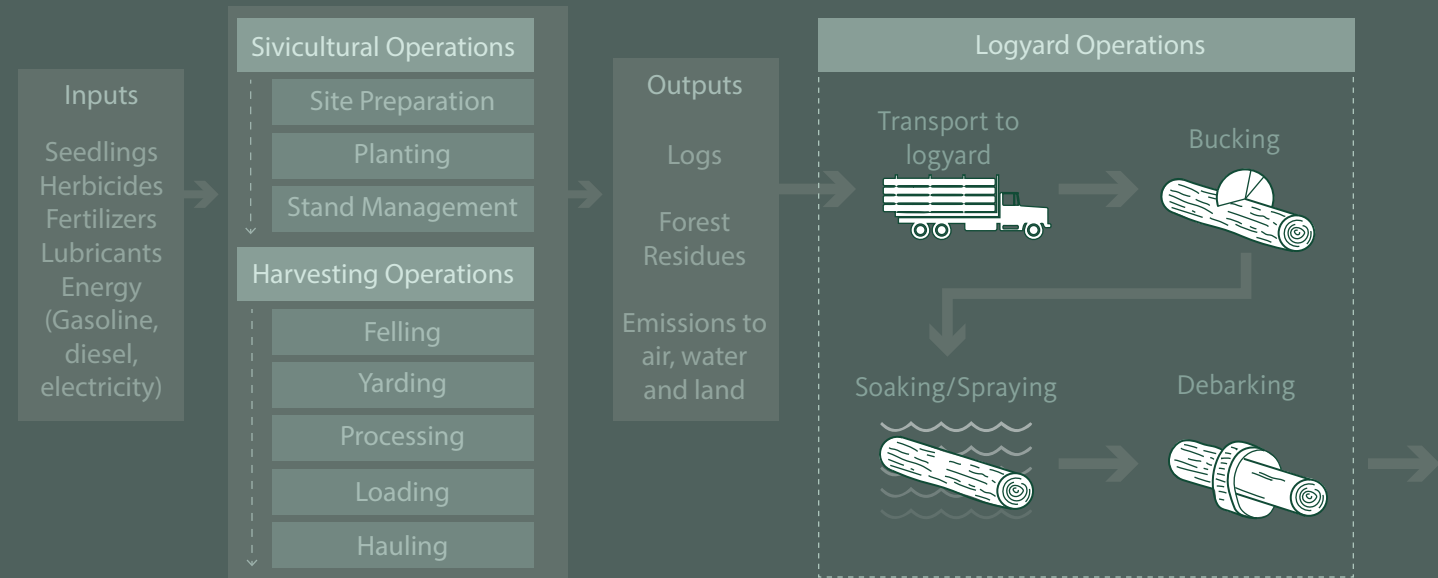 Inputs
Seedlings
Herbicides
Fertilizers
Lubricants
Energy
(Gasoline,
diesel,
electricity)
Sivicultural Operations
Site Preparation
Planting
Stand Management
Harvesting Operations
Felling
Yarding
Processing
Loading
Hauling
Outputs
Logs
Forest
Residues
Emissions to
air, water
and land
Logyard Operations
Transport to
logyard
Bucking
Soaking/Spraying
Debarking